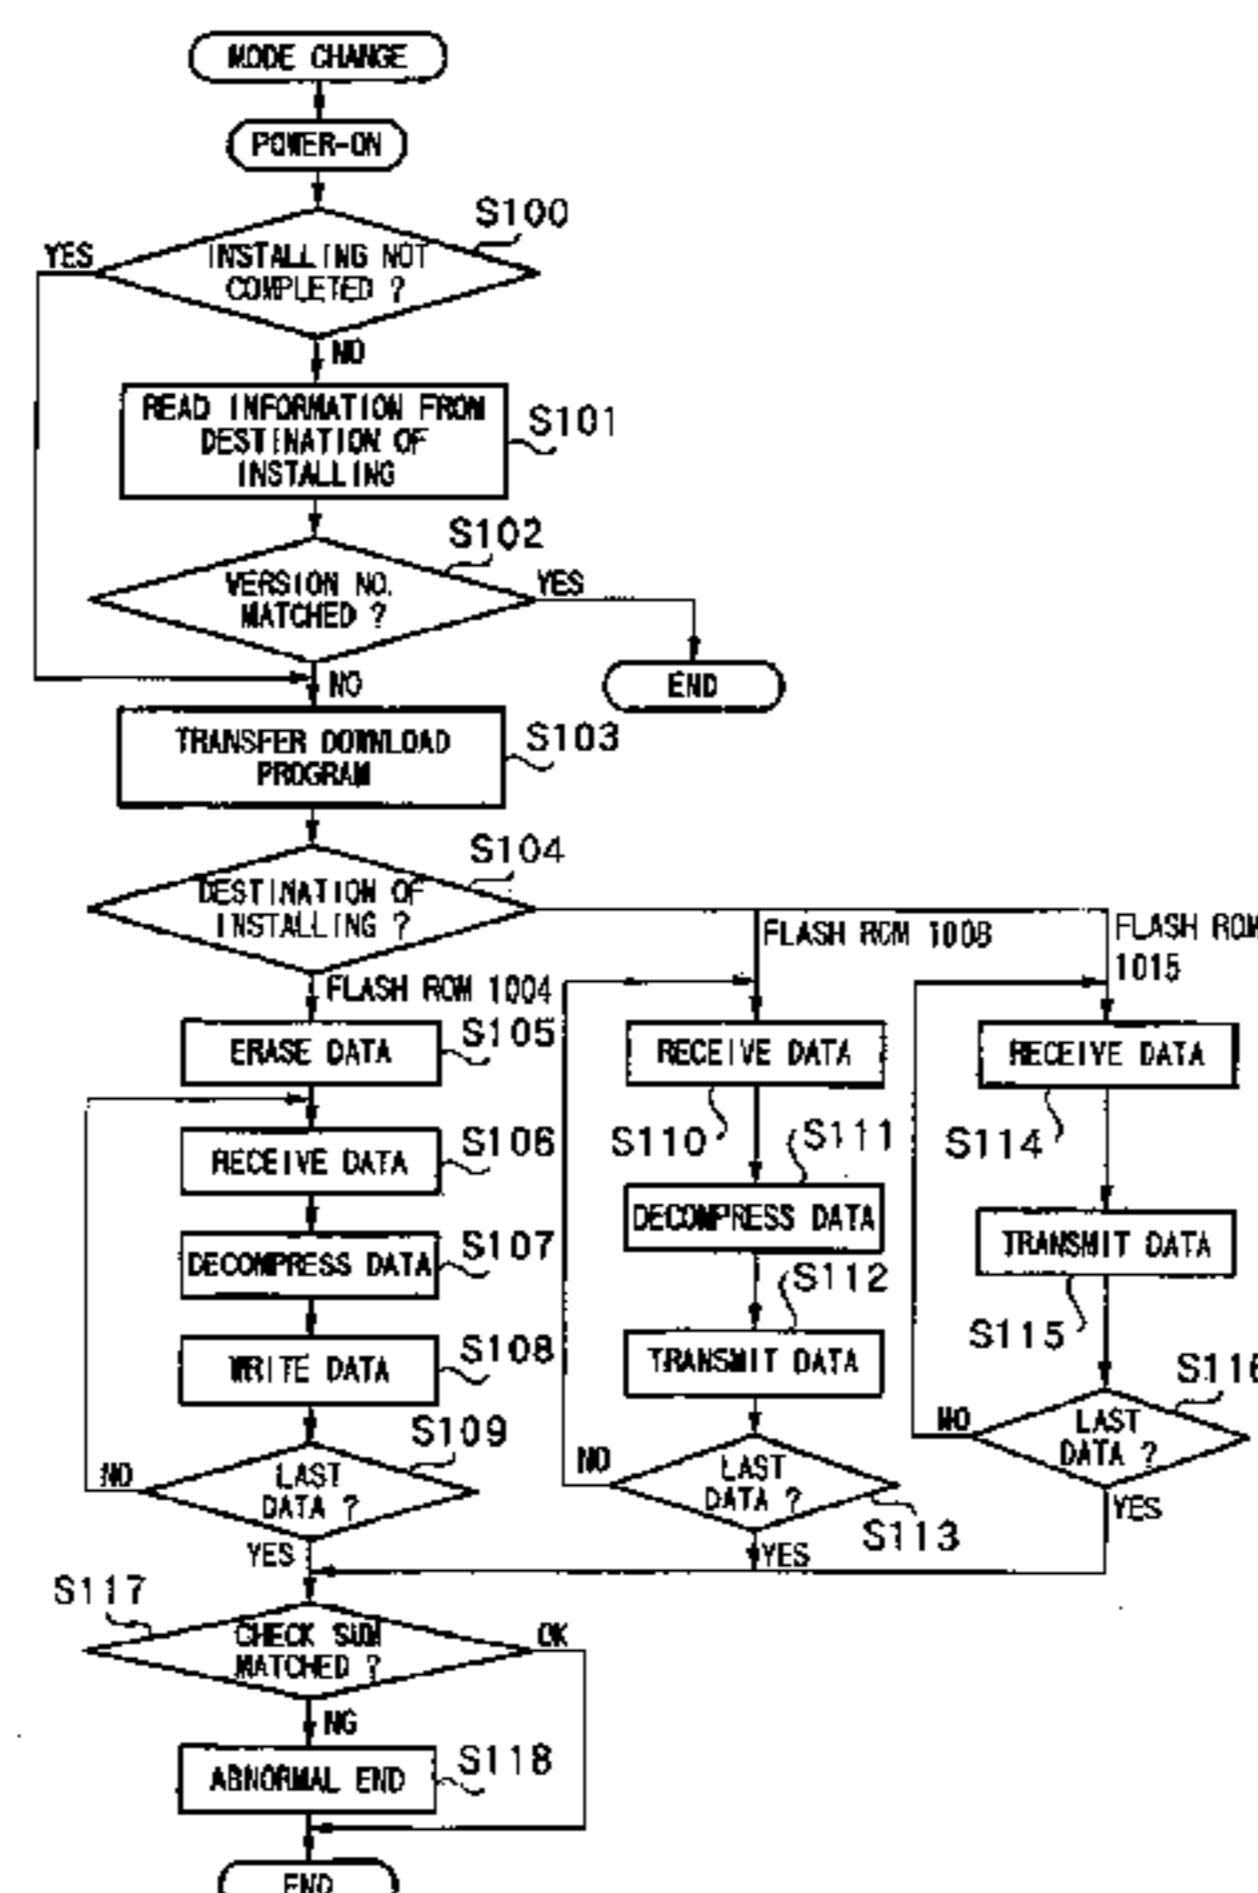 MODE CHANGE
POWER-ON
S100
YES
INSTALLING NOT
COMPLETED ?
NO
READ INFORMATION FROM
DESTINATION OF
INSTALLING
S101
S102
VERSION NO.
MATCHED ?
YES
END
NO
TRANSFER DOWNLOAD
PROGRAM
S103
S104
DESTINATION OF
INSTALLING ?
FLASH ROM 1008
FLASH ROM
1015
FLASH ROM 1004
ERASE DATA
S105
RECEIVE DATA
RECEIVE DATA
S110
S111
S114
RECEIVE DATA
S106
DECOMPRESS DATA
TRANSMIT DATA
DECOMPRESS DATA
S107
S112
S115
WRITE DATA
S108
TRANSMIT DATA
S116
S109
NO
LAST
DATA ?
NO
LAST
DATA ?
NO
LAST
DATA ?
S113
YES
YES
YES
S117
CHECK SUM
MATCHED ?
OK
NG
ABNORMAL END
S118
END